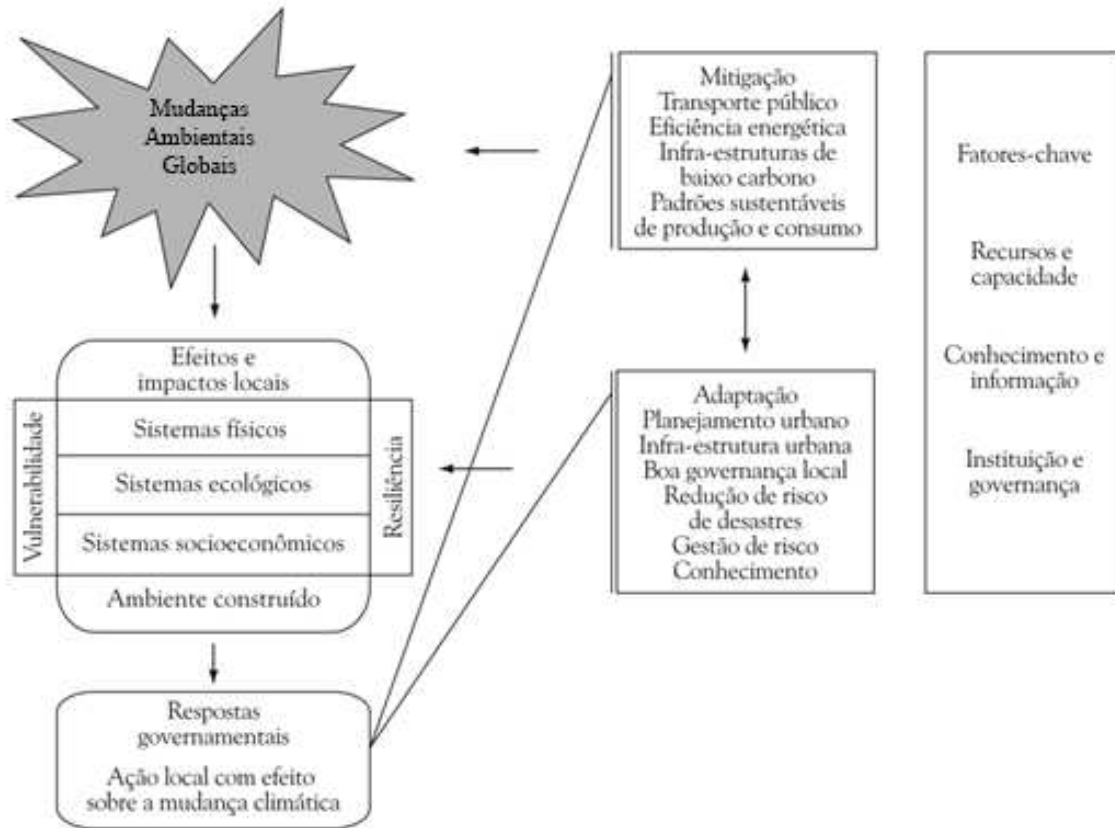 Mudanças
Ambientais
Globais
Efeitos e
impactos locais
Vulnerabilidade
Sistemas físicos
Sistemas ecológicos
Sistemas socioeconômicos
Resiliência
Ambiente construído
Respostas
governamentais
Ação local com efeito
sobre a mudança climática
Mitigação
Transporte público
Eficiência energética
Infra-estruturas de
baixo carbono
Padrões sustentáveis
de produção e consumo
Adaptação
Planejamento urbano
Infra-estrutura urbana
Boa governança local
Redução de risco
de desastres
Gestão de risco
Conhecimento
Fatores-chave
Recursos e
capacidade
Conhecimento e
informação
Instituição e
governança